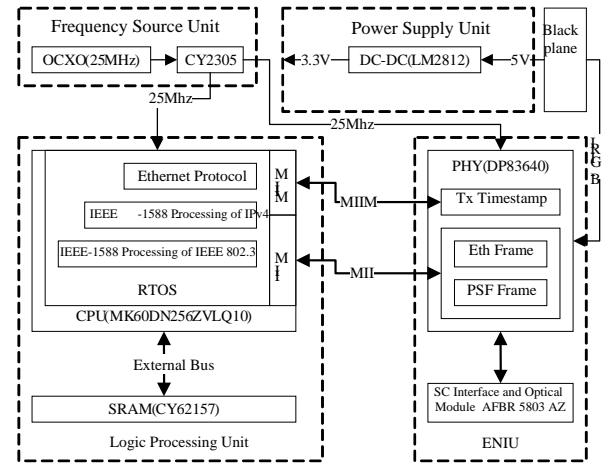 Frequency Source Unit
OCXO(25MHz)
CY2305
Power Supply Unit
3.3V
DC-DC(LM2812)
5V
Black
plane
25Mhz
25Mhz
IRG-B
Ethernet Protocol
IEEE -1588 Processing of IPv4
IEEE-1588 Processing of IEEE 802.3
RTOS
MIIM
MII
CPU(MK60DN256ZVLQ10)
External Bus
SRAM(CY62157)
Logic Processing Unit
MIIM
MII
PHY(DP83640)
Tx Timestamp
Eth Frame
PSF Frame
SC Interface and Optical
Module AFBR 5803 AZ
ENIU